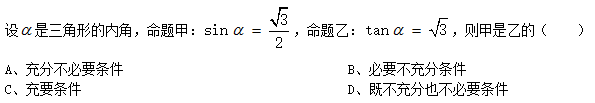 设α是三角形的内角，命题甲：sinα = √3/2，命题乙：tanα = √3，则甲是乙的（  ）
A、充分不必要条件 B、必要不充分条件
C、充要条件 D、既不充分也不必要条件